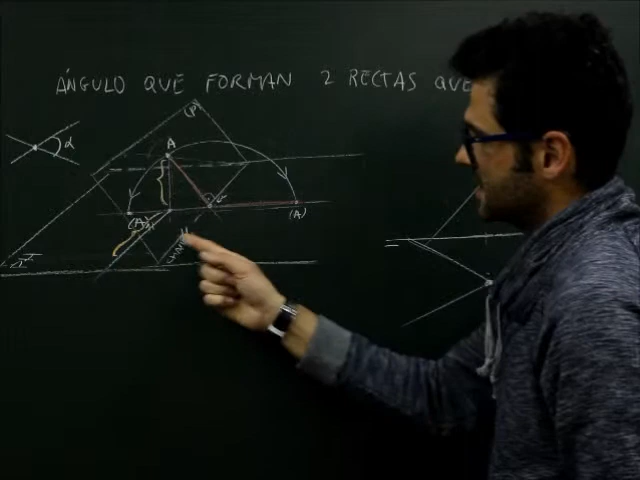 ÁNGULO QUE FORMAN 2 RECTAS QUE
(P)
α
A
(A)
(A)